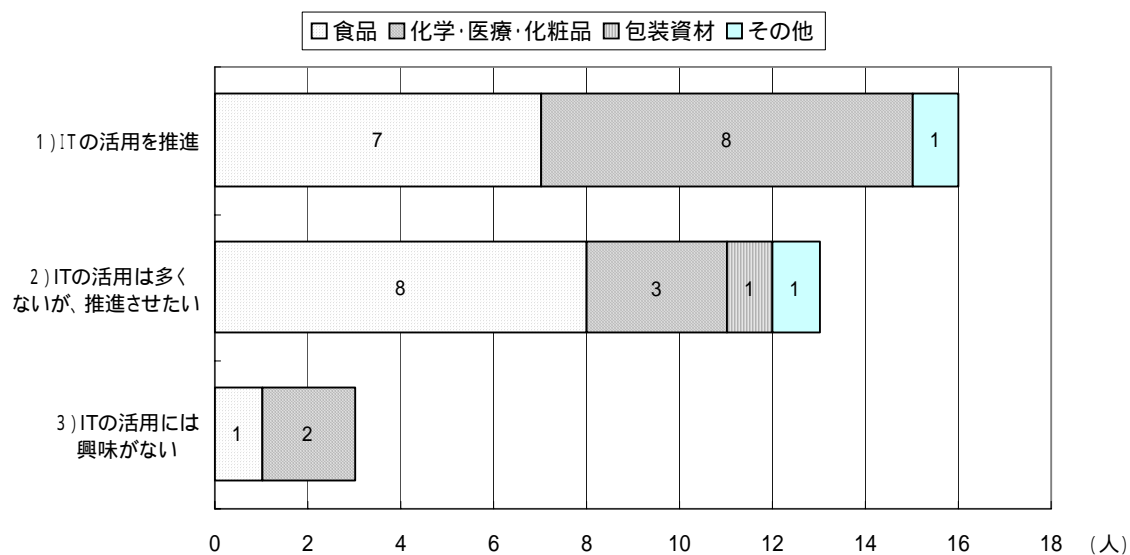 食品 化学・医療・化粧品 包装資材 その他
1)ITの活用を推進
7 8 1
2)ITの活用は多く
ないが、推進させたい
8 3 1 1
3)ITの活用には
興味がない
1 2
0 2 4 6 8 10 12 14 16 18 (人)